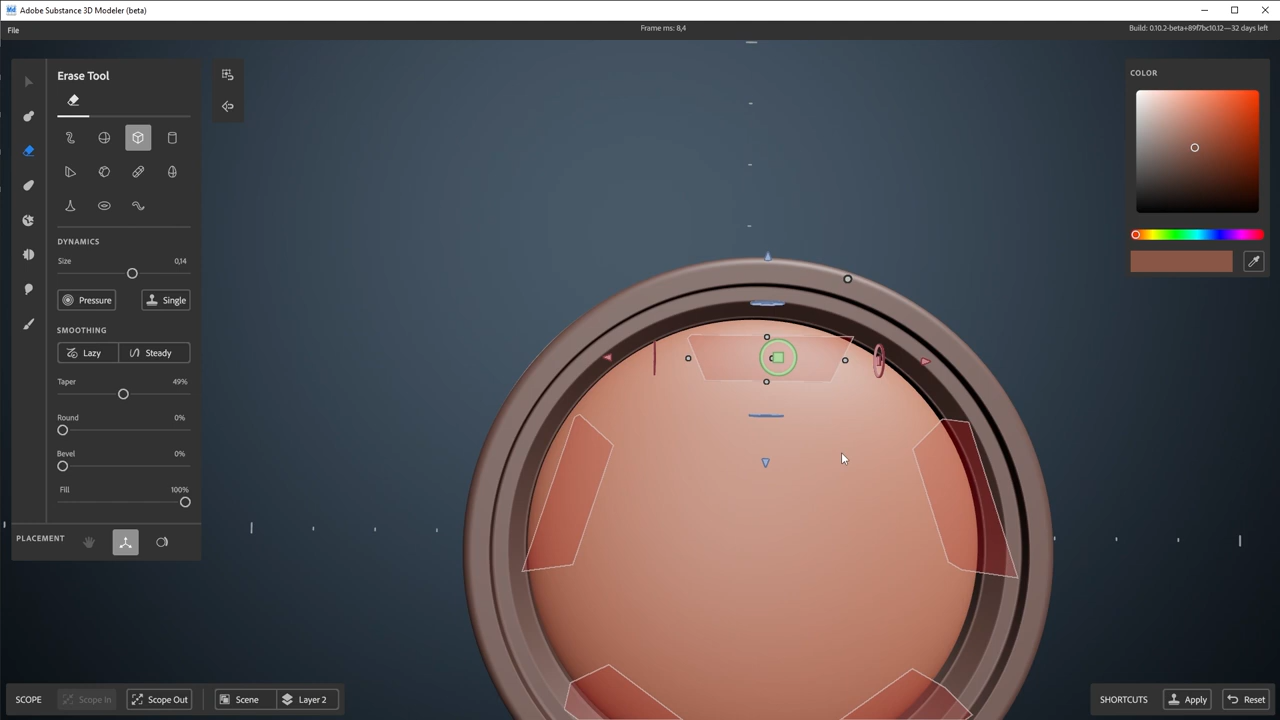 Adobe Substance 3D Modeler (beta)
File
Frame ms: 8,4
Build: 0.10.2-beta+89f7bc10.12—32 days left
Erase Tool
DYNAMICS
Size 0,14
Pressure Single
SMOOTHING
Lazy Steady
Taper 49%
Round 0%
Bevel 0%
Fill 100%
PLACEMENT
COLOR
SCOPE Scope In Scope Out Scene Layer 2
SHORTCUTS Apply Reset